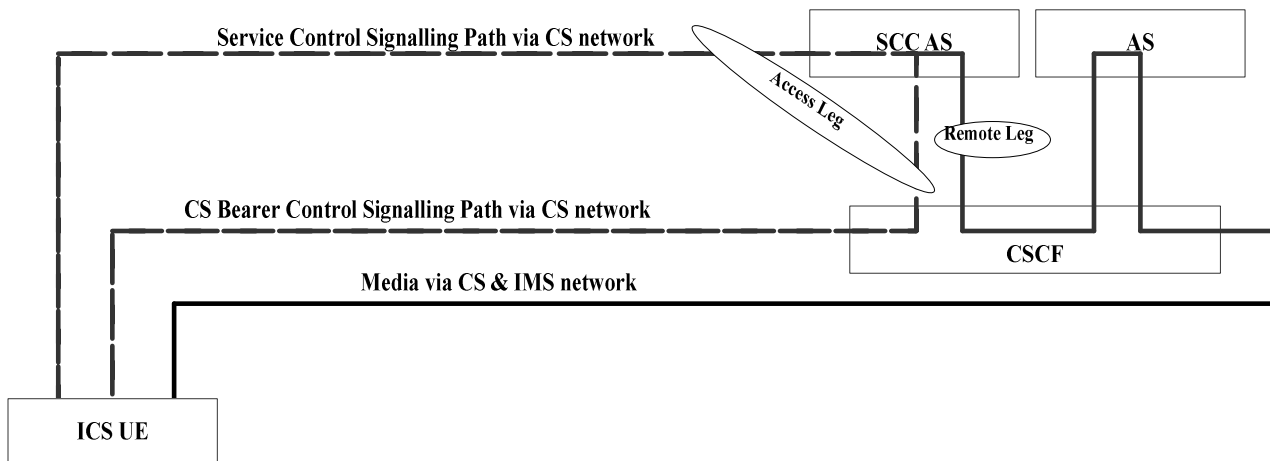 Service Control Signalling Path via CS network
SCC AS
AS
Access Leg
Remote Leg
CS Bearer Control Signalling Path via CS network
CSCF
Media via CS & IMS network
ICS UE